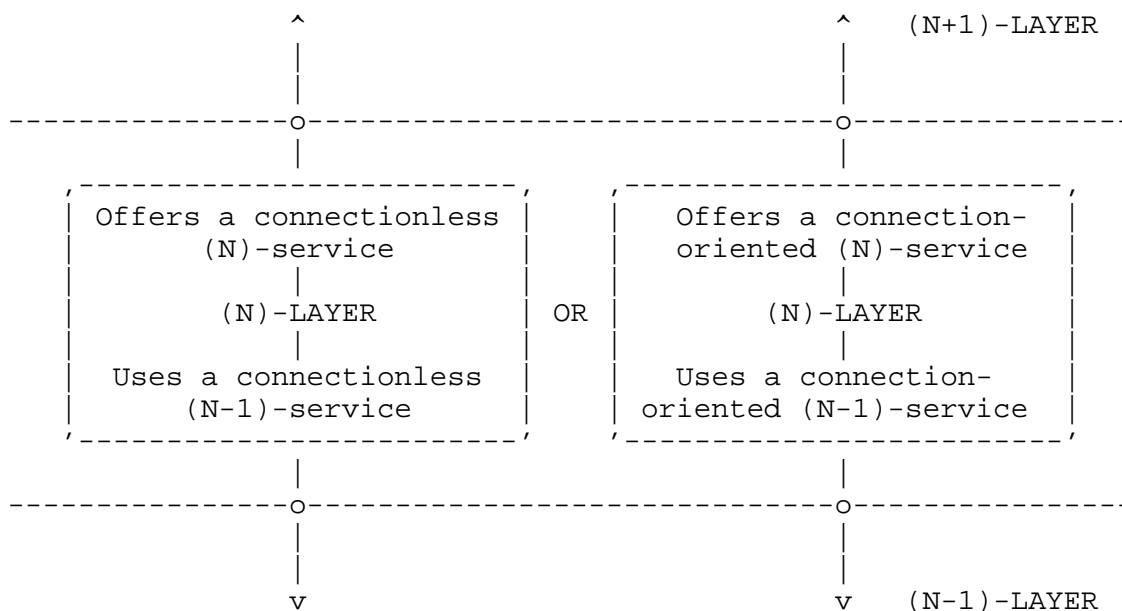 (N+1)-LAYER
Offers a connectionless
(N)-service
(N)-LAYER
Uses a connectionless
(N-1)-service
OR
Offers a connection-
oriented (N)-service
(N)-LAYER
Uses a connection-
oriented (N-1)-service
v
v
(N-1)-LAYER